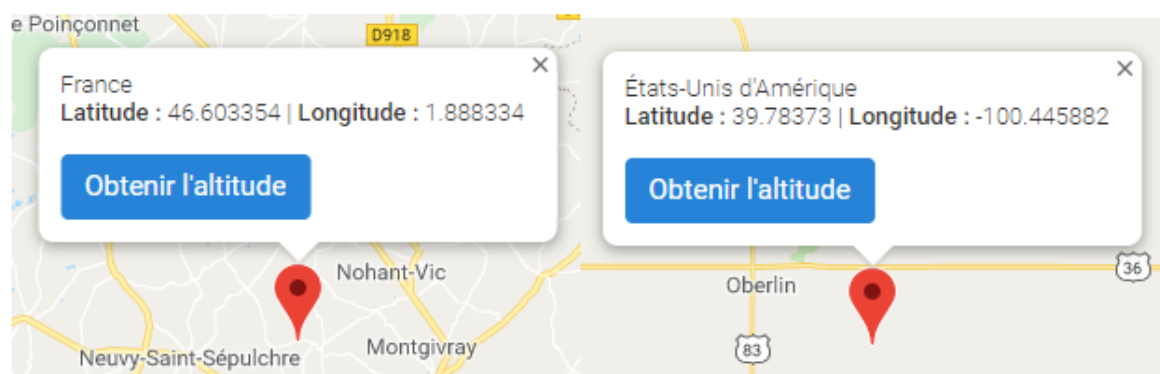 e Poinçonnet
D918
France
Latitude : 46.603354 | Longitude : 1.888334
Obtenir l'altitude
Nohant-Vic
Neuvy-Saint-Sépulchre
Montgivray
États-Unis d'Amérique
Latitude : 39.78373 | Longitude : -100.445882
Obtenir l'altitude
Oberlin
36
83